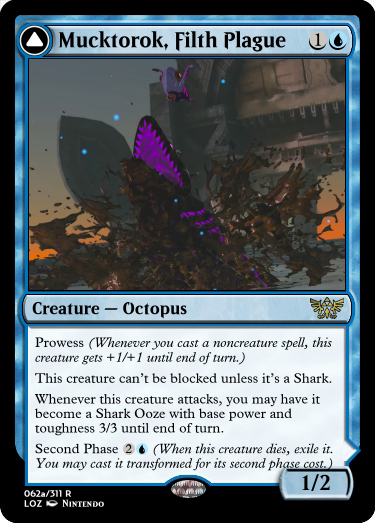 Mucktorok, Filth Plague 1
Creature — Octopus
Prowess (Whenever you cast a noncreature spell, this
creature gets +1/+1 until end of turn.)
This creature can't be blocked unless it's a Shark.
Whenever this creature attacks, you may have it
become a Shark Ooze with base power and
toughness 3/3 until end of turn.
Second Phase 2 (When this creature dies, exile it.
You may cast it transformed for its second phase cost.)
1/2
062a/311 R
LOZ Nintendo